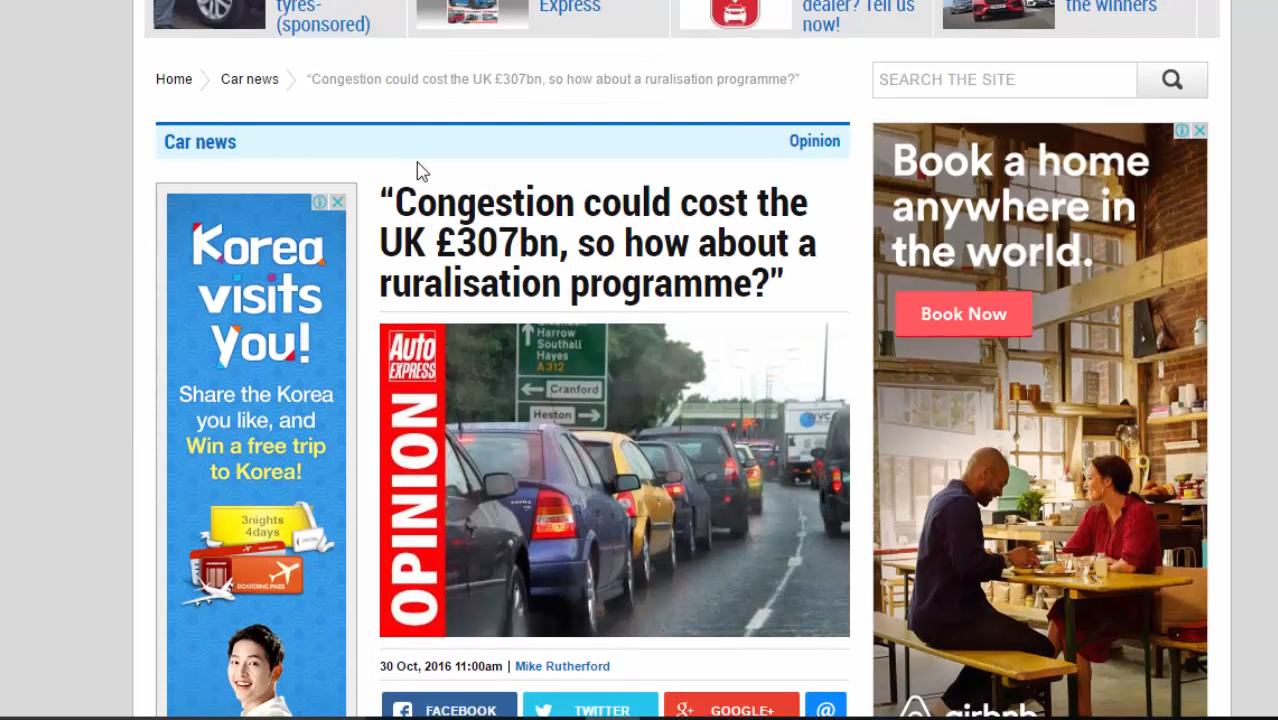 tyres-
(sponsored)
Express
dealer? Tell us
now!
the winners
Home
Car news
“Congestion could cost the UK £307bn, so how about a ruralisation programme?”
SEARCH THE SITE
Car news
Opinion
Korea
visits
you!
Share the Korea
you like, and
Win a free trip
to Korea!
3nights
4days
BOARDING PASS
“Congestion could cost the
UK £307bn, so how about a
ruralisation programme?”
Auto
EXPRESS
OPINION
Harrow
Southall
Hayes
A312
Cranford
Heston
30 Oct, 2016 11:00am | Mike Rutherford
FACEBOOK
TWITTER
GOOGLE+
@
Book a home
anywhere in
the world.
Book Now
airbnb